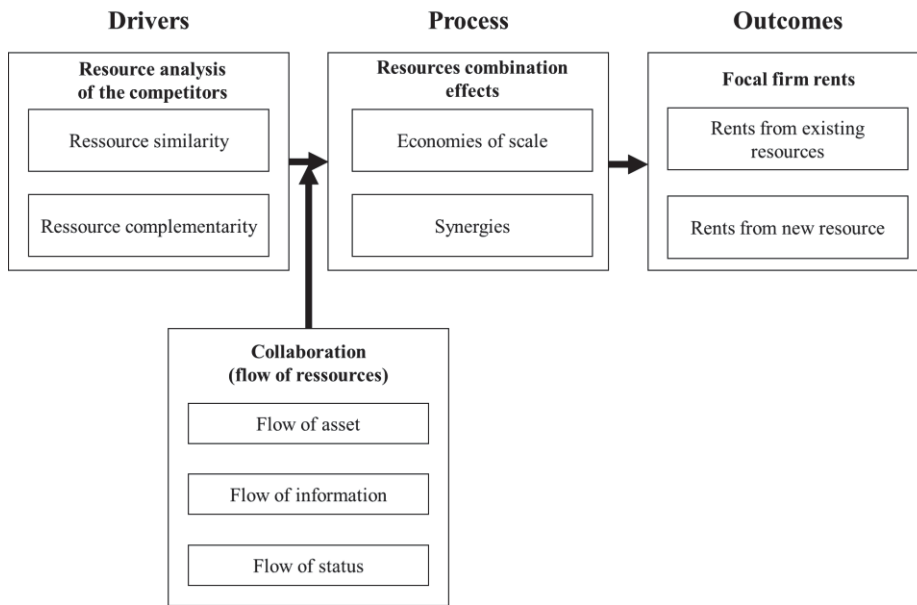 Drivers
Process
Outcomes
Resource analysis
of the competitors
Ressource similarity
Ressource complementarity
Resources combination
effects
Economies of scale
Synergies
Focal firm rents
Rents from existing
resources
Rents from new resource
Collaboration
(flow of ressources)
Flow of asset
Flow of information
Flow of status